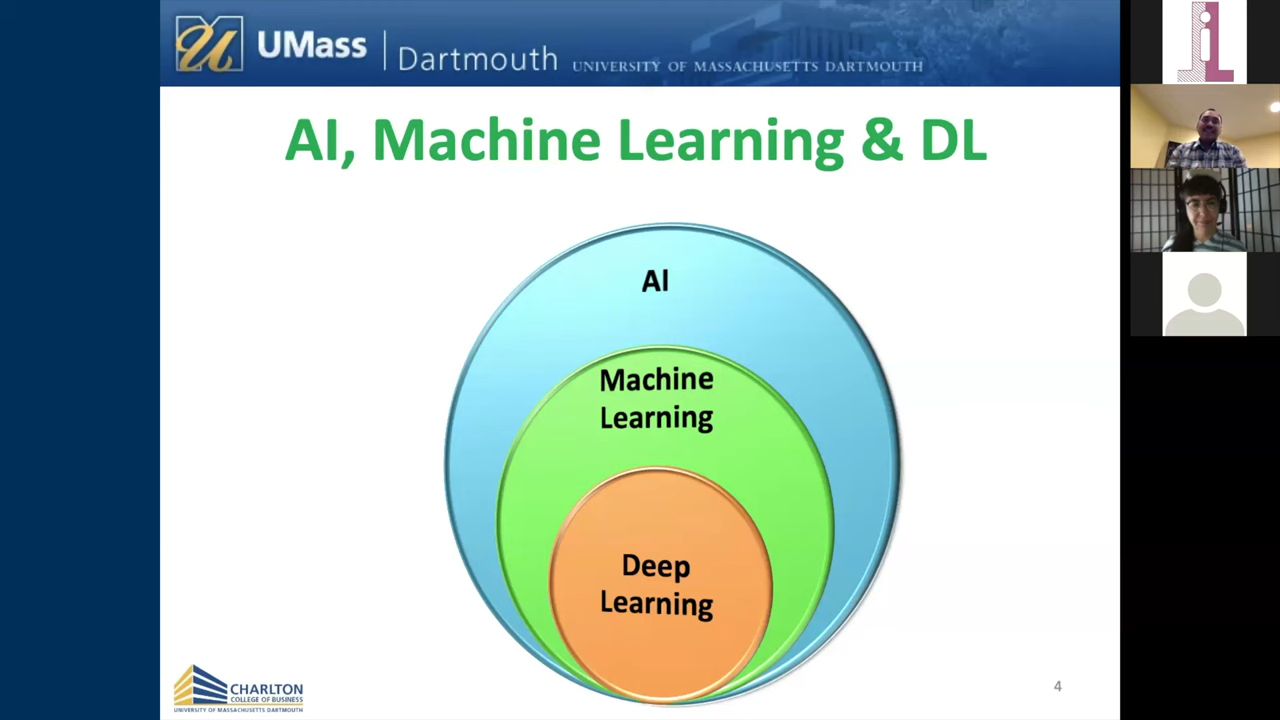 UMass Dartmouth UNIVERSITY OF MASSACHUSETTS DARTMOUTH
AI, Machine Learning & DL
AI
Machine
Learning
Deep
Learning
CHARLTON
COLLEGE OF BUSINESS
UNIVERSITY OF MASSACHUSETTS DARTMOUTH
4